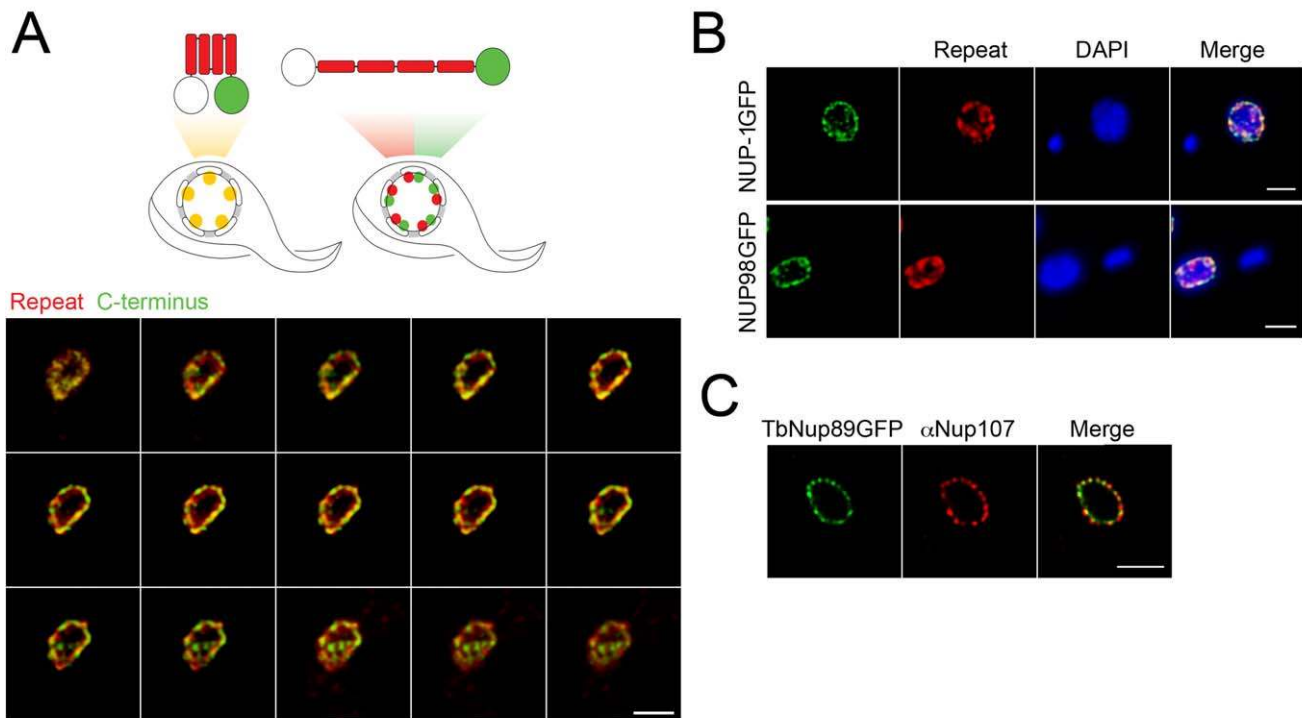 A
Repeat C-terminus
B
Repeat DAPI Merge
NUP-1GFP
NUP98GFP
C
TbNup89GFP αNup107 Merge